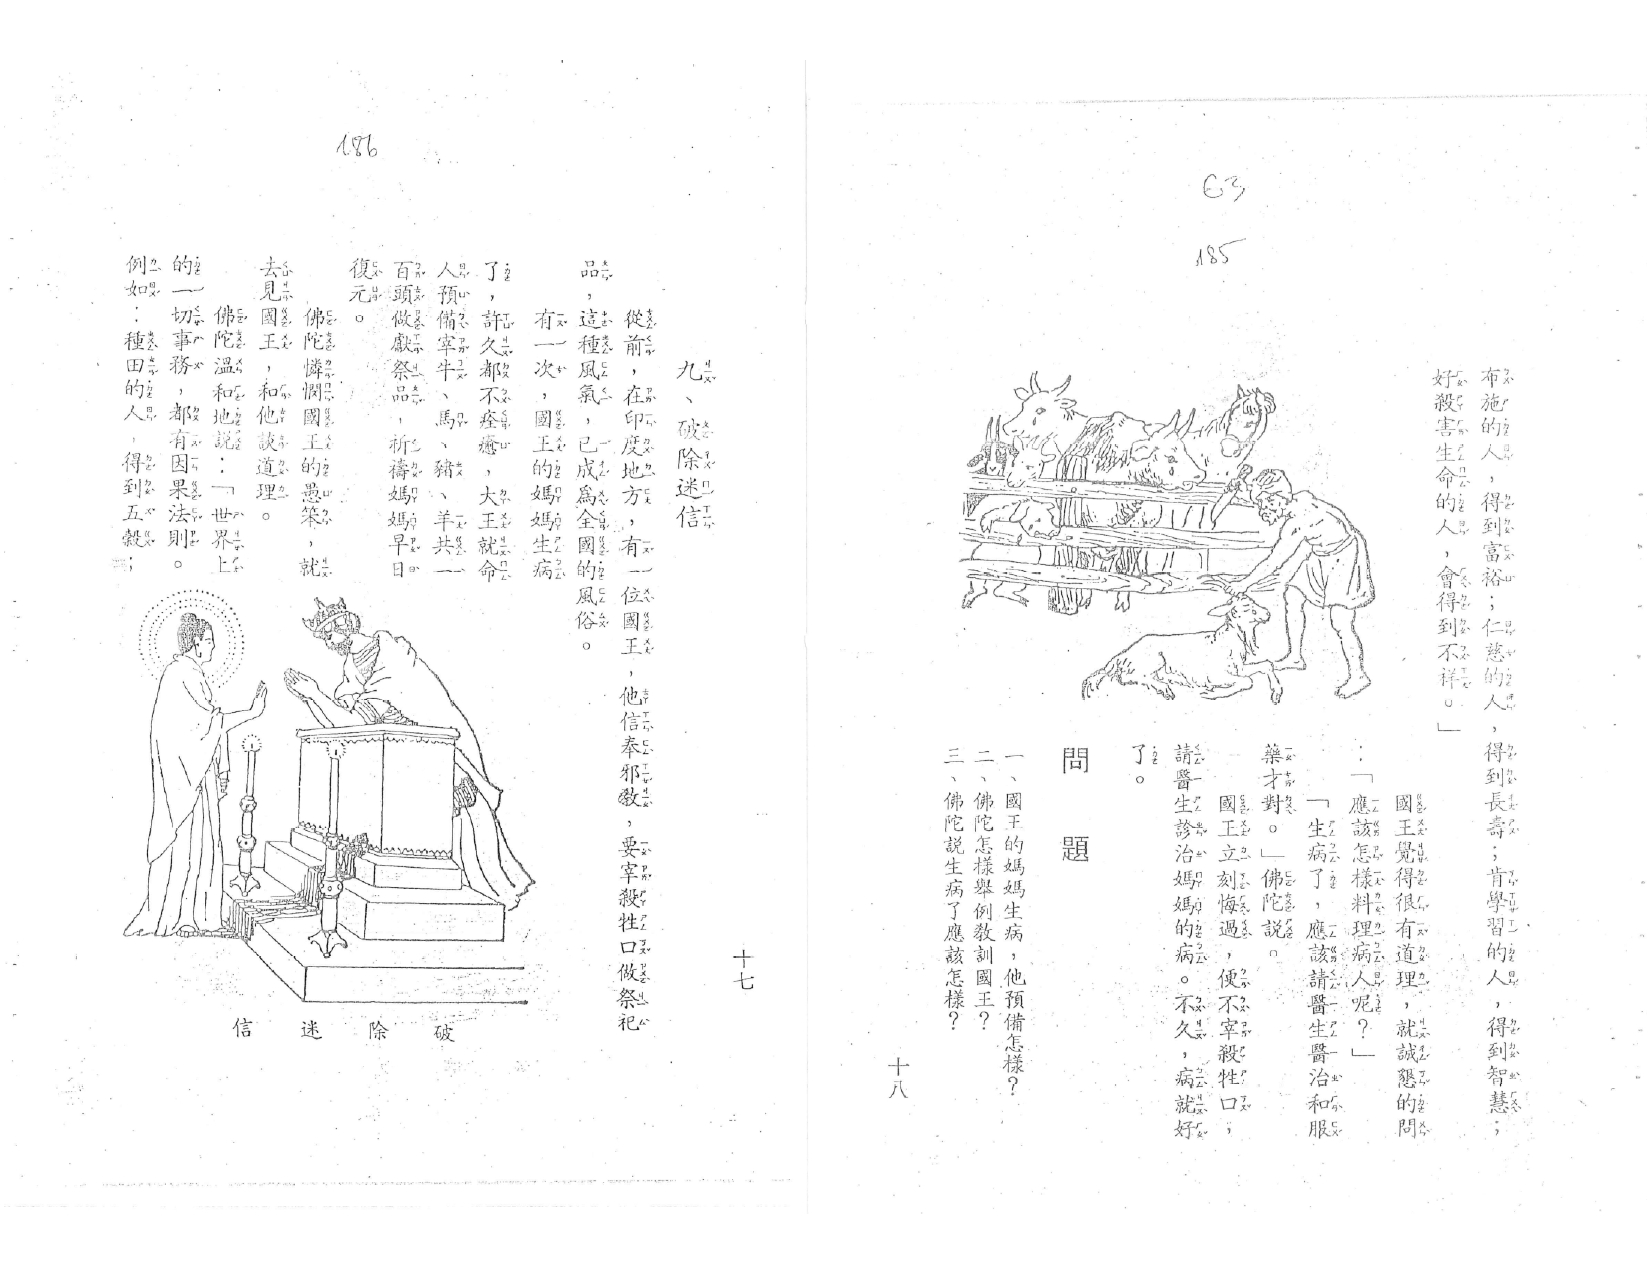 186
九、破除迷信
從前，在印度地方，有一位國王，他信奉邪教，要宰殺牲口做祭祀
品，這種風氣，已成爲全國的風俗。
有一次，國王的媽媽生病
了，許久都不痊癒，大王就命
人預備宰牛、馬、豬、羊共一
百頭做獻祭品，祈禱媽媽早日
復元。
佛陀憐憫國王的愚笨，就
去見國王，和他談道理。
佛陀溫和地說：「世界上
的一切事務，都有因果法則。
例如：種田的人，得到五穀；
破除迷信
十七
63
185
布施的人，得到富裕；仁慈的人，得到長壽；肯學習的人，得到智慧；
好殺害生命的人，會得到不祥。」
國王覺得很有道理，就誠懇的問
：「應該怎樣料理病人呢？」
「生病了，應該請醫生醫治和服
藥才對。」佛陀說。
國王立刻悔過，便不宰殺牲口，
請醫生診治媽媽的病。不久，病就好
了。
問題
一、國王的媽媽生病，他預備怎樣？
二、佛陀怎樣舉例教訓國王？
三、佛陀說生病了應該怎樣？
十八